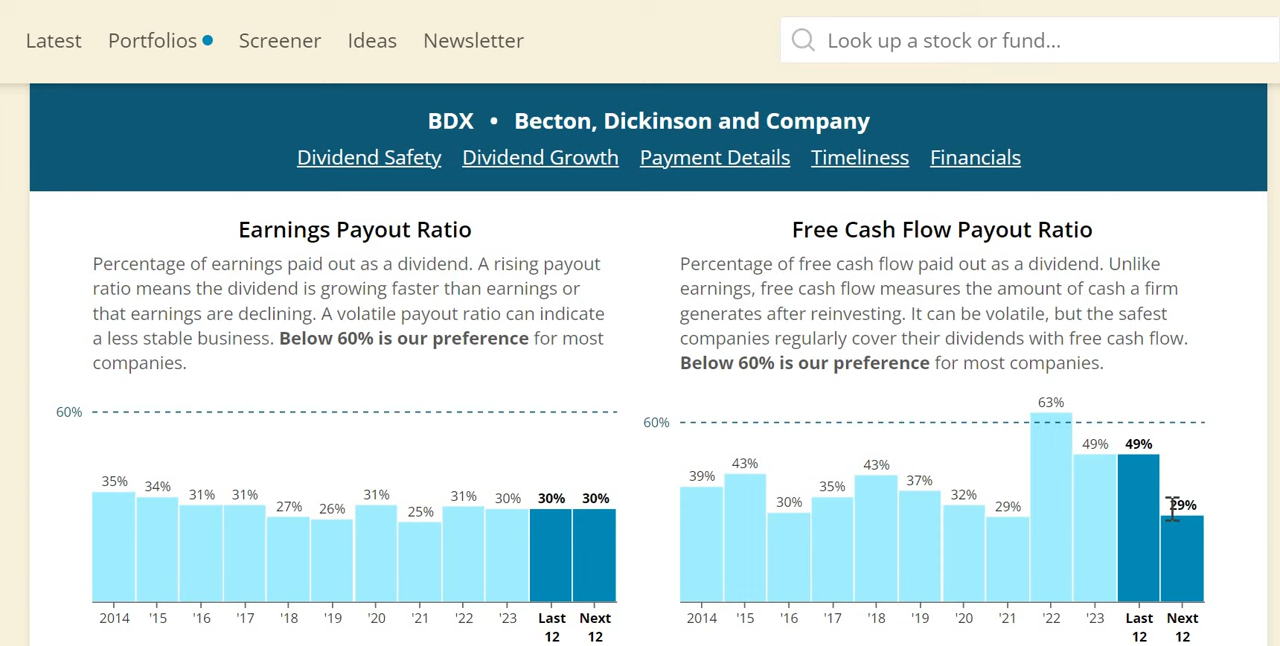 Latest Portfolios Screener Ideas Newsletter Look up a stock or fund...
BDX • Becton, Dickinson and Company
Dividend Safety Dividend Growth Payment Details Timeliness Financials
Earnings Payout Ratio
Percentage of earnings paid out as a dividend. A rising payout
ratio means the dividend is growing faster than earnings or
that earnings are declining. A volatile payout ratio can indicate
a less stable business. Below 60% is our preference for most
companies.
60%
35% 34% 31% 31% 27% 26% 31% 25% 31% 30% 30% 30%
2014 '15 '16 '17 '18 '19 '20 '21 '22 '23 Last 12 Next 12
Free Cash Flow Payout Ratio
Percentage of free cash flow paid out as a dividend. Unlike
earnings, free cash flow measures the amount of cash a firm
generates after reinvesting. It can be volatile, but the safest
companies regularly cover their dividends with free cash flow.
Below 60% is our preference for most companies.
60%
39% 43% 30% 35% 43% 37% 32% 29% 63% 49% 49% 29%
2014 '15 '16 '17 '18 '19 '20 '21 '22 '23 Last 12 Next 12